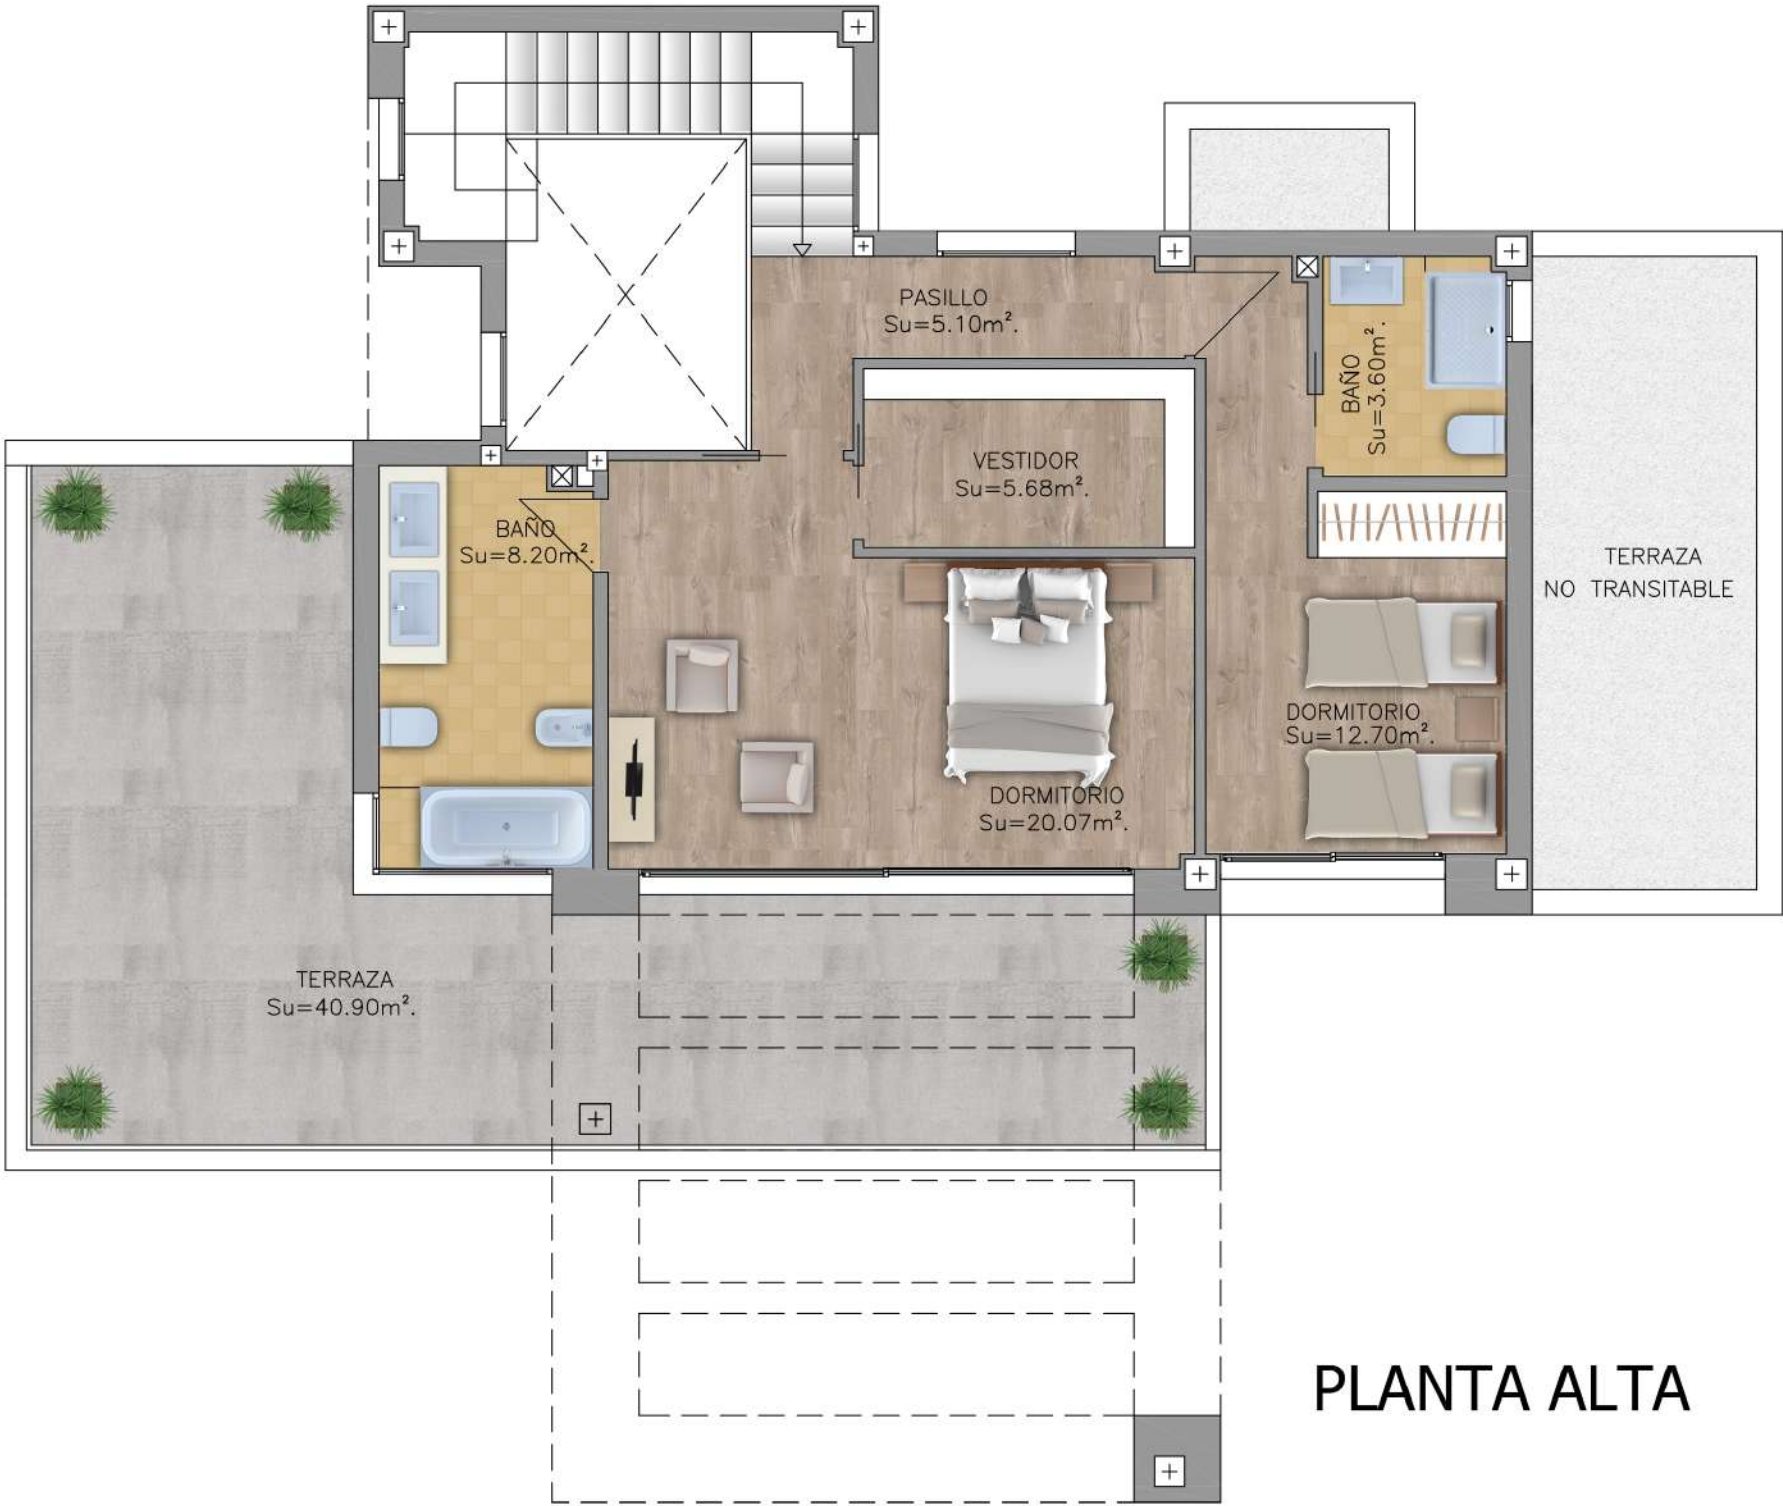 PASILLO
Su=5.10m².
BAÑO
Su=3.60m².
VESTIDOR
Su=5.68m².
BAÑO
Su=8.20m².
TERRAZA
NO TRANSITABLE
DORMITORIO
Su=12.70m².
DORMITORIO
Su=20.07m².
TERRAZA
Su=40.90m².
PLANTA ALTA